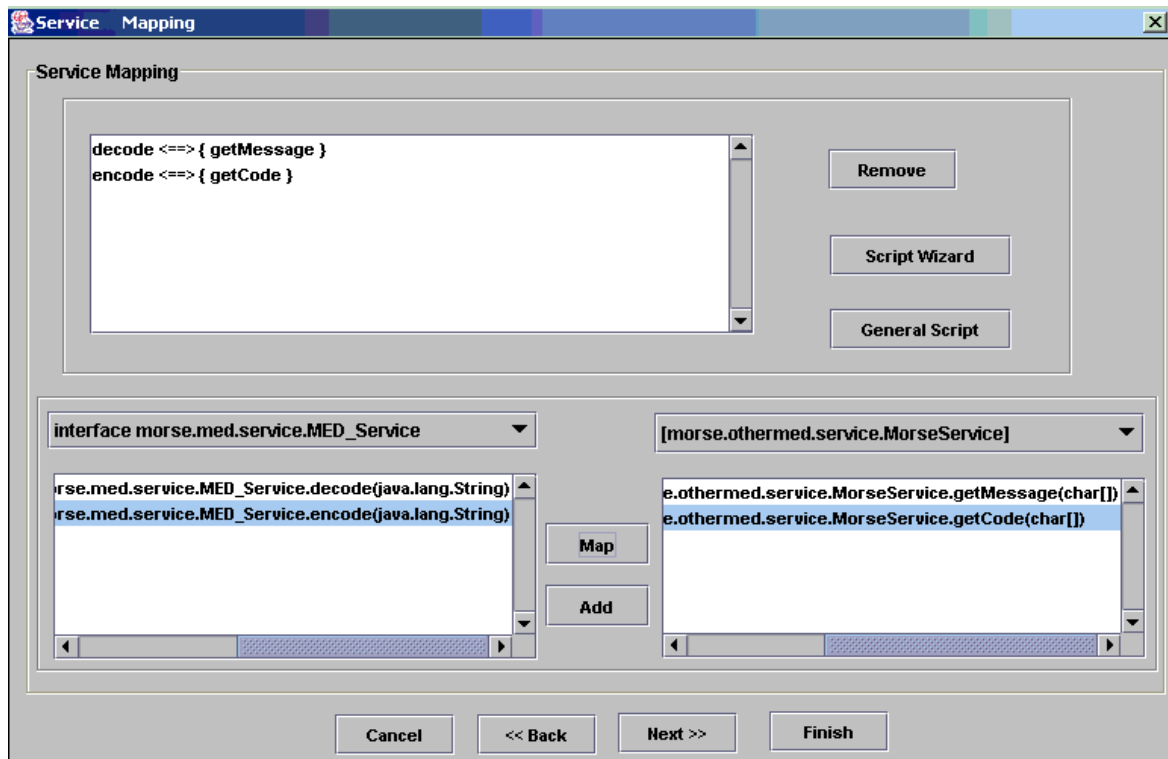 Service Mapping
Service Mapping
decode <==> { getMessage }
encode <==> { getCode }
Remove
Script Wizard
General Script
interface morse.med.service.MED_Service
[morse.othermed.service.MorseService]
rse.med.service.MED_Service.decode(java.lang.String)
rse.med.service.MED_Service.encode(java.lang.String)
Map
Add
e.othermed.service.MorseService.getMessage(char[])
e.othermed.service.MorseService.getCode(char[])
Cancel
<< Back
Next >>
Finish